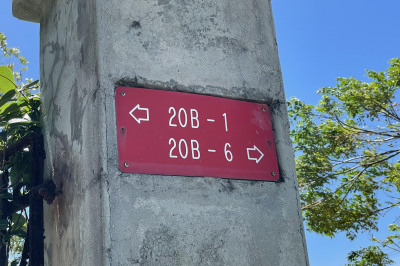 ⇦ 20B - 1
20B - 6 ⇨